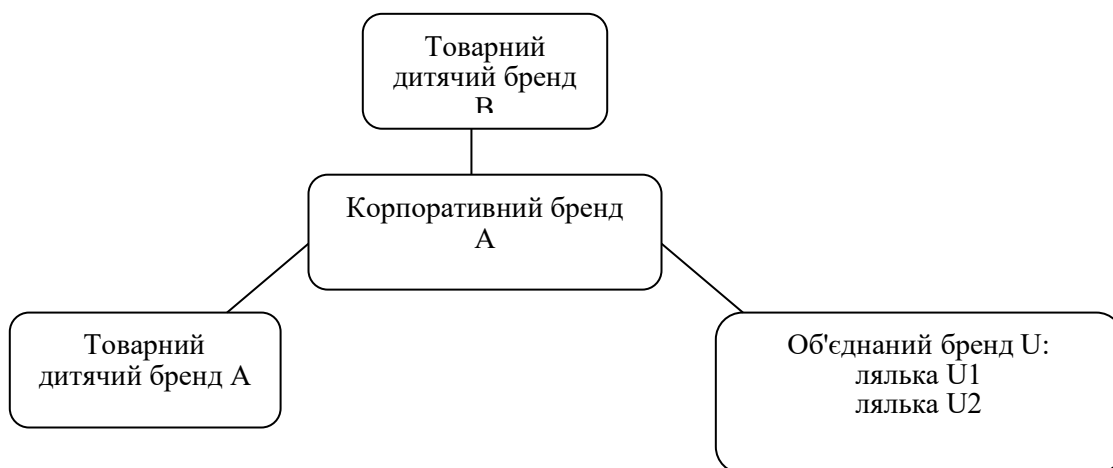 Товарний
дитячий бренд
В
Корпоративний бренд
А
Товарний
дитячий бренд А
Об'єднаний бренд U:
лялька U1
лялька U2